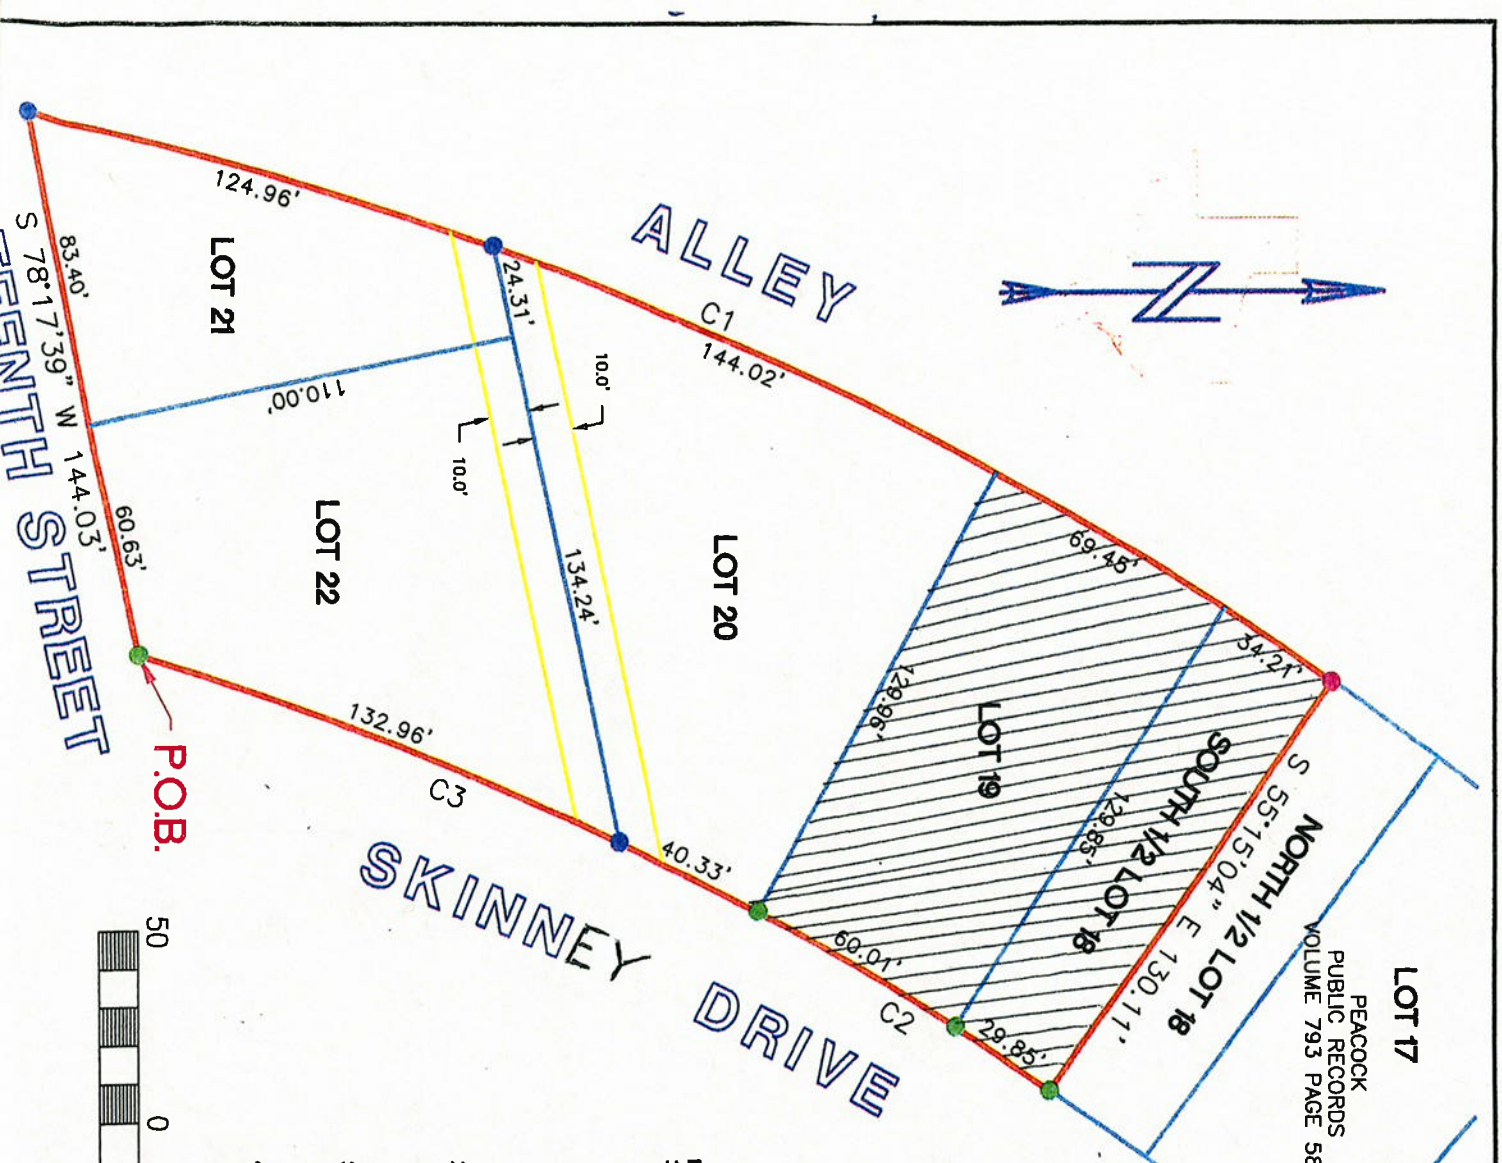 ALLEY
C1
144.02'
124.96'
24.31'
10.0'
10.0'
LOT 21
83.40'
S 78°17'39" W 144.03'
110.00'
LOT 22
60.63'
STREET
P.O.B.
132.96'
C3
134.24'
LOT 20
40.33'
SKINNEY DRIVE
69.45'
34.21'
129.96'
LOT 19
129.85'
SOUTH 1/2 LOT 18
S 55°15'04" E 130.11'
NORTH 1/2 LOT 18
60.01'
C2
29.85'
LOT 17
PEACOCK
PUBLIC RECORDS
VOLUME 793 PAGE
50
0